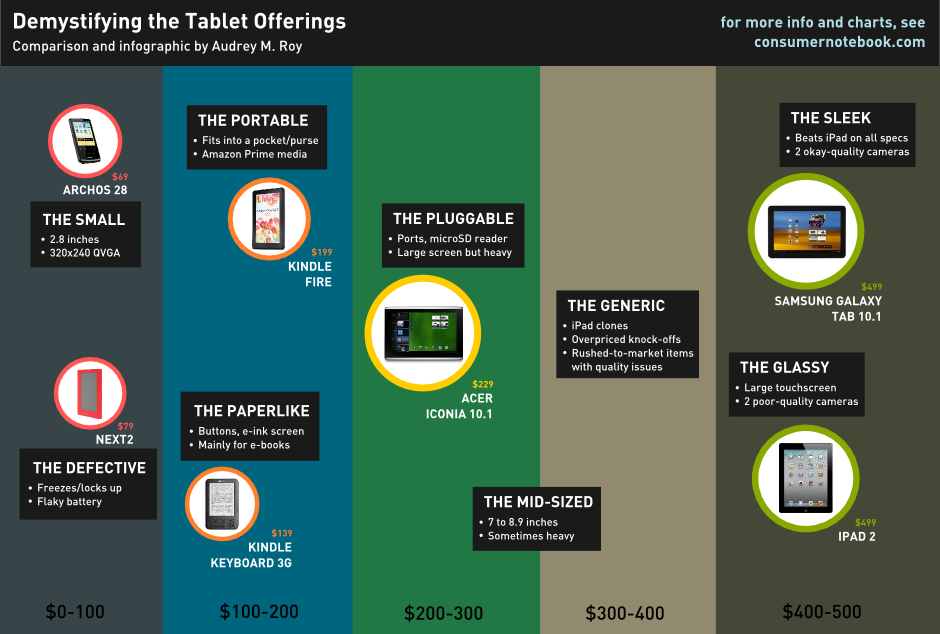 Demystifying the Tablet Offerings
Comparison and infographic by Audrey M. Roy
for more info and charts, see
consumernotebook.com
$69
ARCHOS 28
THE SMALL
• 2.8 inches
• 320x240 QVGA
$79
NEXT2
THE DEFECTIVE
• Freezes/locks up
• Flaky battery
$0-100
THE PORTABLE
• Fits into a pocket/purse
• Amazon Prime media
$199
KINDLE
FIRE
THE PAPERLIKE
• Buttons, e-ink screen
• Mainly for e-books
$139
KINDLE
KEYBOARD 3G
$100-200
THE PLUGGABLE
• Ports, microSD reader
• Large screen but heavy
$229
ACER
ICONIA 10.1
THE MID-SIZED
• 7 to 8.9 inches
• Sometimes heavy
$200-300
THE GENERIC
• iPad clones
• Overpriced knock-offs
• Rushed-to-market items
with quality issues
$300-400
THE SLEEK
• Beats iPad on all specs
• 2 okay-quality cameras
$499
SAMSUNG GALAXY
TAB 10.1
THE GLASSY
• Large touchscreen
• 2 poor-quality cameras
$499
IPAD 2
$400-500